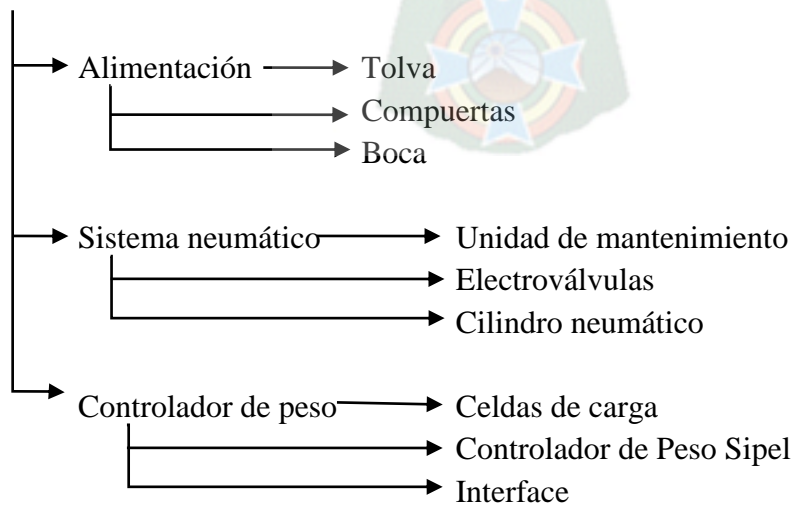 Alimentación Tolva
Compuertas
Boca
Sistema neumático Unidad de mantenimiento
Electroválvulas
Cilindro neumático
Controlador de peso Celdas de carga
Controlador de Peso Sipel
Interface